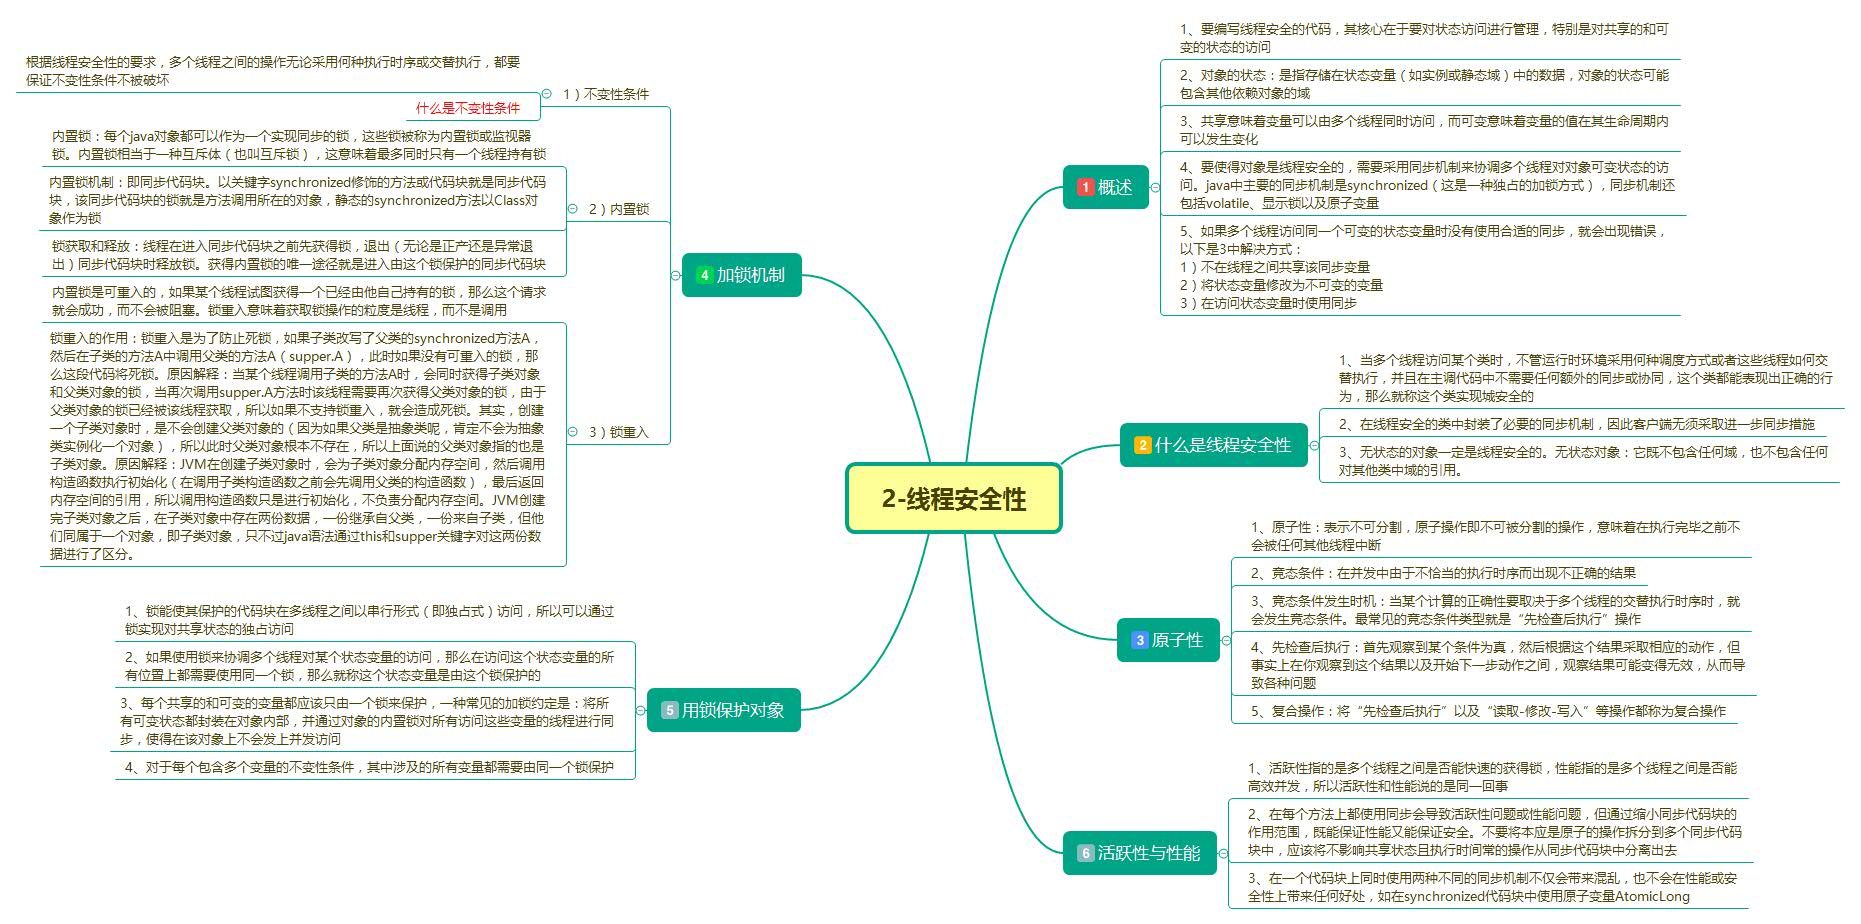 2-线程安全性
1 概述
1、要编写线程安全的代码，其核心在于要对状态访问进行管理，特别是对共享的和可
变的状态的访问
2、对象的状态：是指存储在状态变量（如实例或静态域）中的数据，对象的状态可能
包含其他依赖对象的域
3、共享意味着变量可以由多个线程同时访问，而可变意味着变量的值在其生命周期内
可以发生变化
4、要使得对象是线程安全的，需要采用同步机制来协调多个线程对对象可变状态的访
问。java中主要的同步机制是synchronized（这是一种独占的加锁方式），同步机制还
包括volatile、显示锁以及原子变量
5、如果多个线程访问同一个可变的状态变量时没有使用合适的同步，就会出现错误，
以下是3中解决方式：
1）不在线程之间共享该同步变量
2）将状态变量修改为不可变的变量
3）在访问状态变量时使用同步
2 什么是线程安全性
1、当多个线程访问某个类时，不管运行时环境采用何种调度方式或者这些线程如何交
替执行，并且在主调代码中不需要任何额外的同步或协同，这个类都能表现出正确的行
为，那么就称这个类实现域安全的
2、在线程安全的类中封装了必要的同步机制，因此客户端无须采取进一步同步措施
3、无状态的对象一定是线程安全的。无状态对象：它既不包含任何域，也不包含任何
对其他类中域的引用。
3 原子性
1、原子性：表示不可分割，原子操作即不可被分割的操作，意味着在执行完毕之前不
会被任何其他线程中断
2、竞态条件：在并发中由于不恰当的执行时序而出现不正确的结果
3、竞态条件发生时机：当某个计算的正确性要取决于多个线程的交替执行时序时，就
会发生竞态条件。最常见的竞态条件类型就是“先检查后执行”操作
4、先检查后执行：首先观察到某个条件为真，然后根据这个结果采取相应的动作，但
事实上在你观察到这个结果以及开始下一步动作之间，观察结果可能变得无效，从而导
致各种问题
5、复合操作：将“先检查后执行”以及“读取-修改-写入”等操作都称为复合操作
4 加锁机制
1）不变性条件
根据线程安全性的要求，多个线程之间的操作无论采用何种执行时序或交替执行，都要
保证不变性条件不被破坏
什么是不变性条件
2）内置锁
内置锁：每个java对象都可以作为一个实现同步的锁，这些锁被称为内置锁或监视器
锁。内置锁相当于一种互斥体（也叫互斥锁），这意味着最多同时只有一个线程持有锁
内置锁机制：即同步代码块。以关键字synchronized修饰的方法或代码块就是同步代码
块，该同步代码块的锁就是方法调用所在的对象，静态的synchronized方法以Class对
象作为锁
锁获取和释放：线程在进入同步代码块之前先获得锁，退出（无论是正产还是异常退
出）同步代码块时释放锁。获得内置锁的唯一途径就是进入由这个锁保护的同步代码块
3）锁重入
内置锁是可重入的，如果某个线程试图获得一个已经由他自己持有的锁，那么这个请求
就会成功，而不会被阻塞。锁重入意味着获取锁操作的粒度是线程，而不是调用
锁重入的作用：锁重入是为了防止死锁，如果子类改写了父类的synchronized方法A，
然后在子类的方法A中调用父类的方法A（supper.A），此时如果没有可重入的锁，那
么这段代码将死锁。原因解释：当某个线程调用子类的方法A时，会同时获得子类对象
和父类对象的锁，当再次调用supper.A方法时该线程需要再次获得父类对象的锁，由于
父类对象的锁已经被该线程获取，所以如果不支持锁重入，就会造成死锁。其实，创建
一个子类对象时，是不会创建父类对象的（因为如果父类是抽象类呢，肯定不会为抽象
类实例化一个对象），所以此时父类对象根本不存在，所以上面说的父类对象指的也是
子类对象。原因解释：JVM在创建子类对象时，会为子类对象分配内存空间，然后调用
构造函数执行初始化（在调用子类构造函数之前会先调用父类的构造函数），最后返回
内存空间的引用，所以调用构造函数只是进行初始化，不负责分配内存空间。JVM创建
完子类对象之后，在子类对象中存在两份数据，一份继承自父类，一份来自子类，但他
们同属于一个对象，即子类对象，只不过java语法通过this和supper关键字对这两份数
据进行了区分。
5 用锁保护对象
1、锁能使其保护的代码块在多线程之间以串行形式（即独占式）访问，所以可以通过
锁实现对共享状态的独占访问
2、如果使用锁来协调多个线程对某个状态变量的访问，那么在访问这个状态变量的所
有位置上都需要使用同一个锁，那么就称这个状态变量是由这个锁保护的
3、每个共享的和可变的变量都应该只由一个锁来保护，一种常见的加锁约定是：将所
有可变状态都封装在对象内部，并通过对象的内置锁对所有访问这些变量的线程进行同
步，使得在该对象上不会发上并发访问
4、对于每个包含多个变量的不变性条件，其中涉及的所有变量都需要由同一个锁保护
6 活跃性与性能
1、活跃性指的是多个线程之间是否能快速的获得锁，性能指的是多个线程之间是否能
高效并发，所以活跃性和性能说的是同一回事
2、在每个方法上都使用同步会导致活跃性问题或性能问题，但通过缩小同步代码块的
作用范围，既能保证性能又能保证安全。不要将本应是原子的操作拆分到多个同步代码
块中，应该将不影响共享状态且执行时间常的操作从同步代码块中分离出去
3、在一个代码块上同时使用两种不同的同步机制不仅会带来混乱，也不会在性能或安
全性上带来任何好处，如在synchronized代码块中使用原子变量AtomicLong